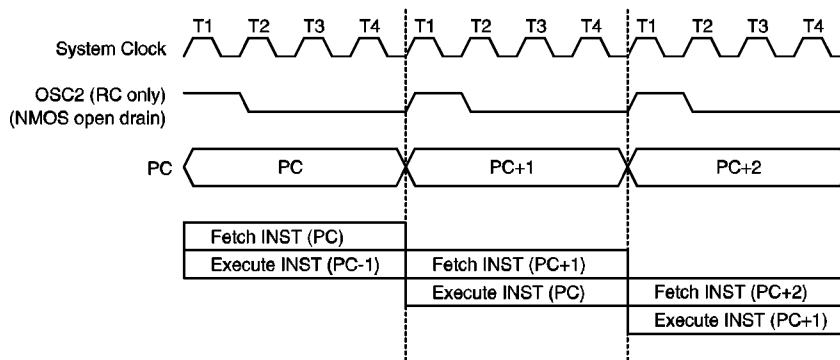 T1 T2 T3 T4 T1 T2 T3 T4 T1 T2 T3 T4
System Clock
OSC2 (RC only)
(NMOS open drain)
PC PC PC+1 PC+2
Fetch INST (PC)
Execute INST (PC-1) Fetch INST (PC+1)
Execute INST (PC) Fetch INST (PC+2)
Execute INST (PC+1)